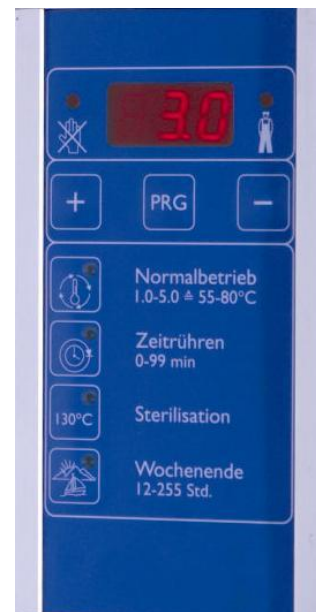 3.0
+ PRG -
Normalbetrieb
1.0-5.0 ≙ 55-80°C
Zeitrühren
0-99 min
130°C Sterilisation
Wochenende
12-255 Std.